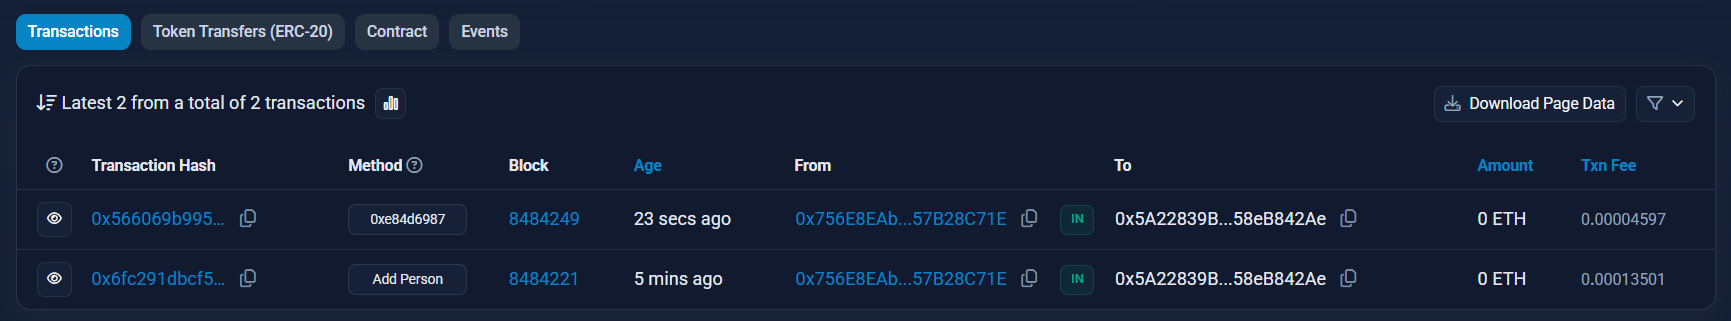 Transactions Token Transfers (ERC-20) Contract Events
Latest 2 from a total of 2 transactions Download Page Data
Transaction Hash Method Block Age From To Amount Txn Fee
0x566069b995... 0xe84d6987 8484249 23 secs ago 0x756E8EAb...57B28C71E IN 0x5A22839B...58eB842Ae 0 ETH 0.00004597
0x6fc291dbcf5... Add Person 8484221 5 mins ago 0x756E8EAb...57B28C71E IN 0x5A22839B...58eB842Ae 0 ETH 0.00013501